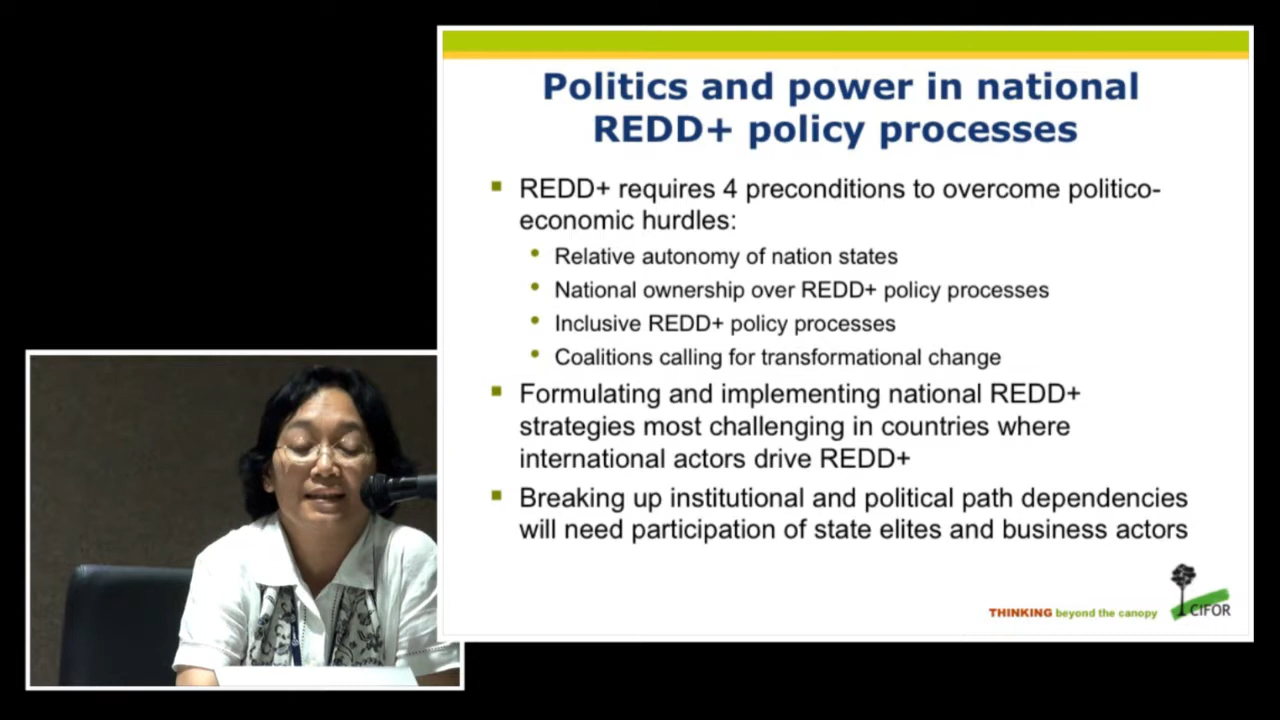 Politics and power in national
REDD+ policy processes
REDD+ requires 4 preconditions to overcome politico-
economic hurdles:
Relative autonomy of nation states
National ownership over REDD+ policy processes
Inclusive REDD+ policy processes
Coalitions calling for transformational change
Formulating and implementing national REDD+
strategies most challenging in countries where
international actors drive REDD+
Breaking up institutional and political path dependencies
will need participation of state elites and business actors
THINKING beyond the canopy
CIFOR